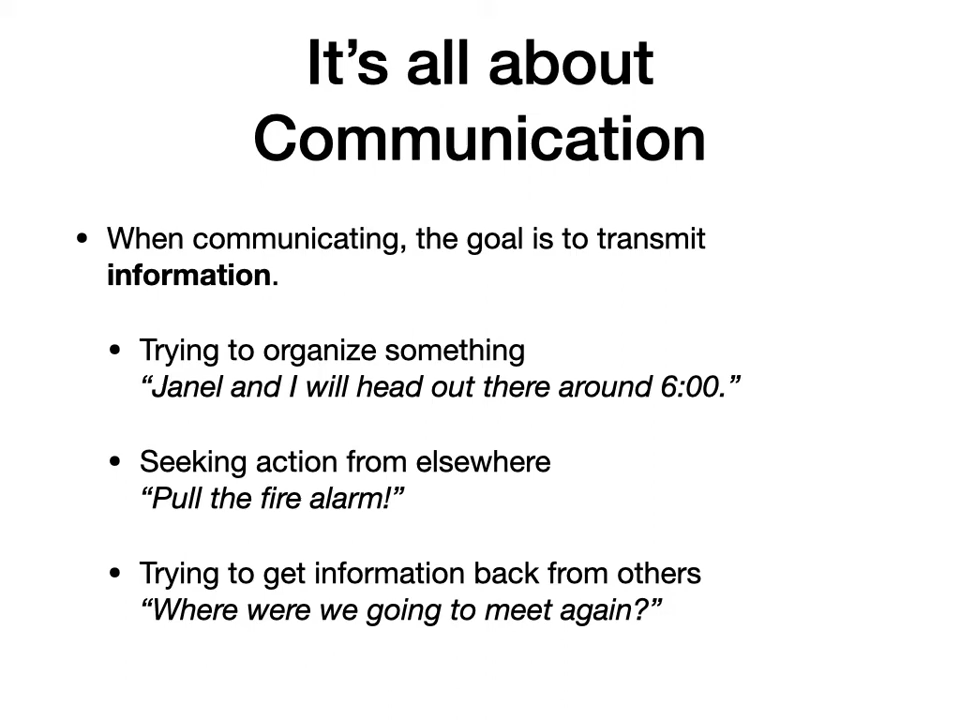 It’s all about
Communication
• When communicating, the goal is to transmit
information.
• Trying to organize something
“Janel and I will head out there around 6:00.”
• Seeking action from elsewhere
“Pull the fire alarm!”
• Trying to get information back from others
“Where were we going to meet again?”